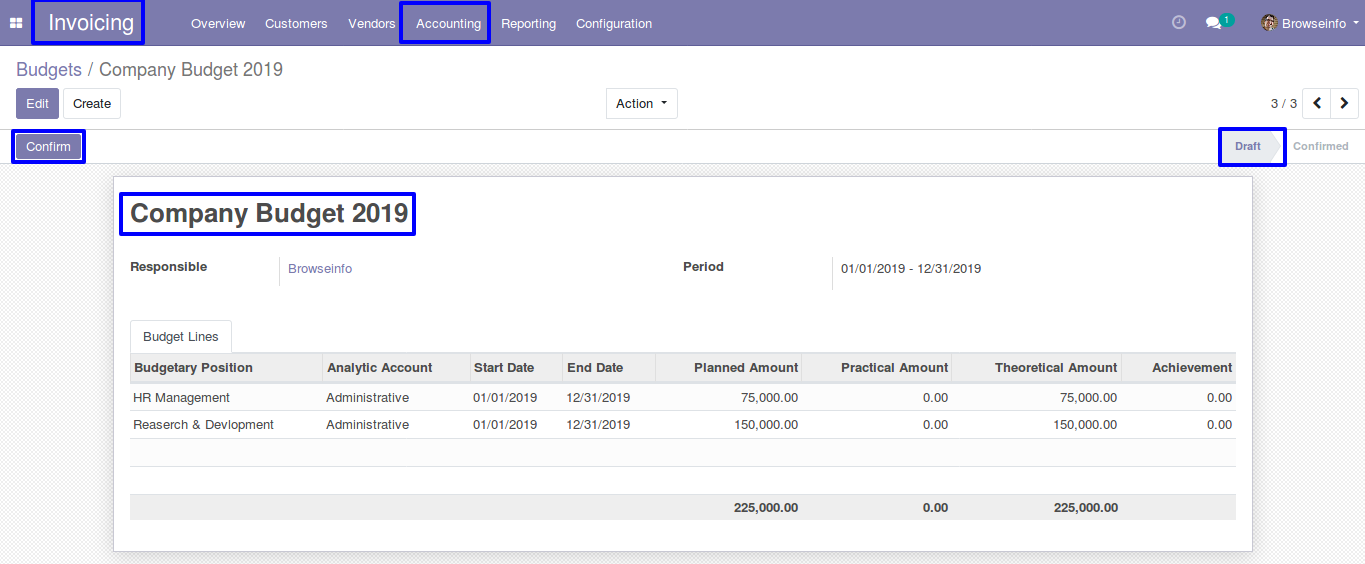 Invoicing Overview Customers Vendors Accounting Reporting Configuration 1 Browseinfo
Budgets / Company Budget 2019
Edit Create Action 3 / 3
Confirm Draft Confirmed
Company Budget 2019
Responsible Browseinfo Period 01/01/2019 - 12/31/2019
Budget Lines
Budgetary Position Analytic Account Start Date End Date Planned Amount Practical Amount Theoretical Amount Achievement
HR Management Administrative 01/01/2019 12/31/2019 75,000.00 0.00 75,000.00 0.00
Reaserch & Devlopment Administrative 01/01/2019 12/31/2019 150,000.00 0.00 150,000.00 0.00
225,000.00 0.00 225,000.00